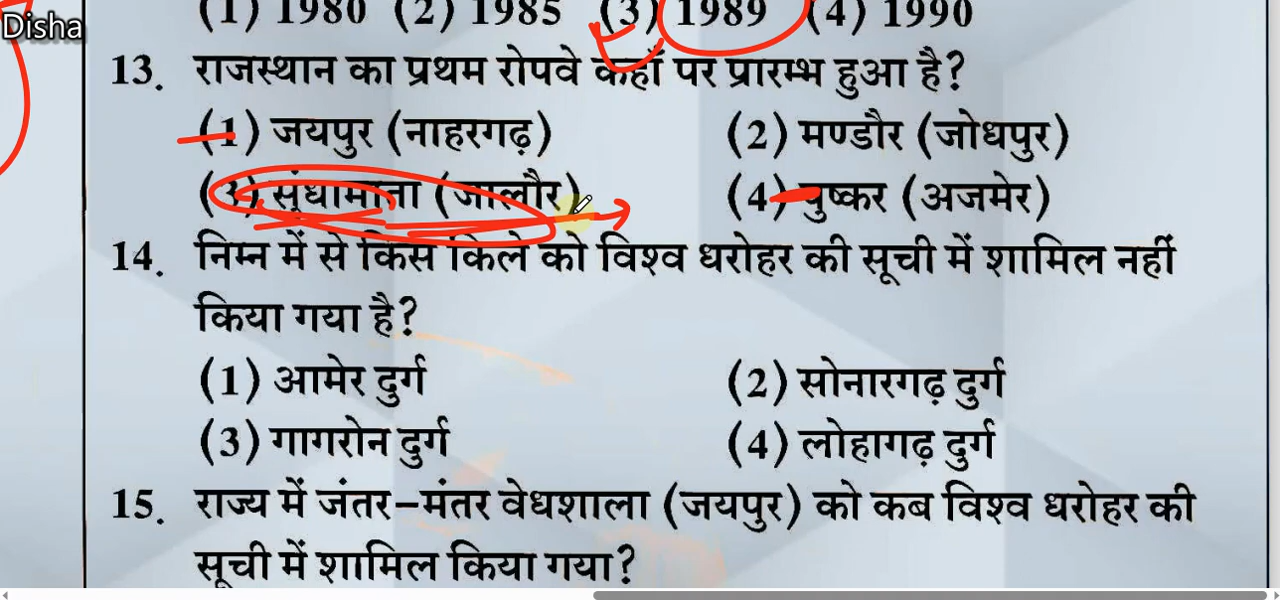 Disha
(1) 1980 (2) 1985 (3) 1989 (4) 1990
13. राजस्थान का प्रथम रोपवे कहाँ पर प्रारम्भ हुआ है?
(1) जयपुर (नाहरगढ़) (2) मण्डौर (जोधपुर)
(3) सुंधामाता (जालौर) (4) पुष्कर (अजमेर)
14. निम्न में से किस किले को विश्व धरोहर की सूची में शामिल नहीं
किया गया है?
(1) आमेर दुर्ग (2) सोनारगढ़ दुर्ग
(3) गागरोन दुर्ग (4) लोहागढ़ दुर्ग
15. राज्य में जंतर-मंतर वेधशाला (जयपुर) को कब विश्व धरोहर की
सूची में शामिल किया गया?